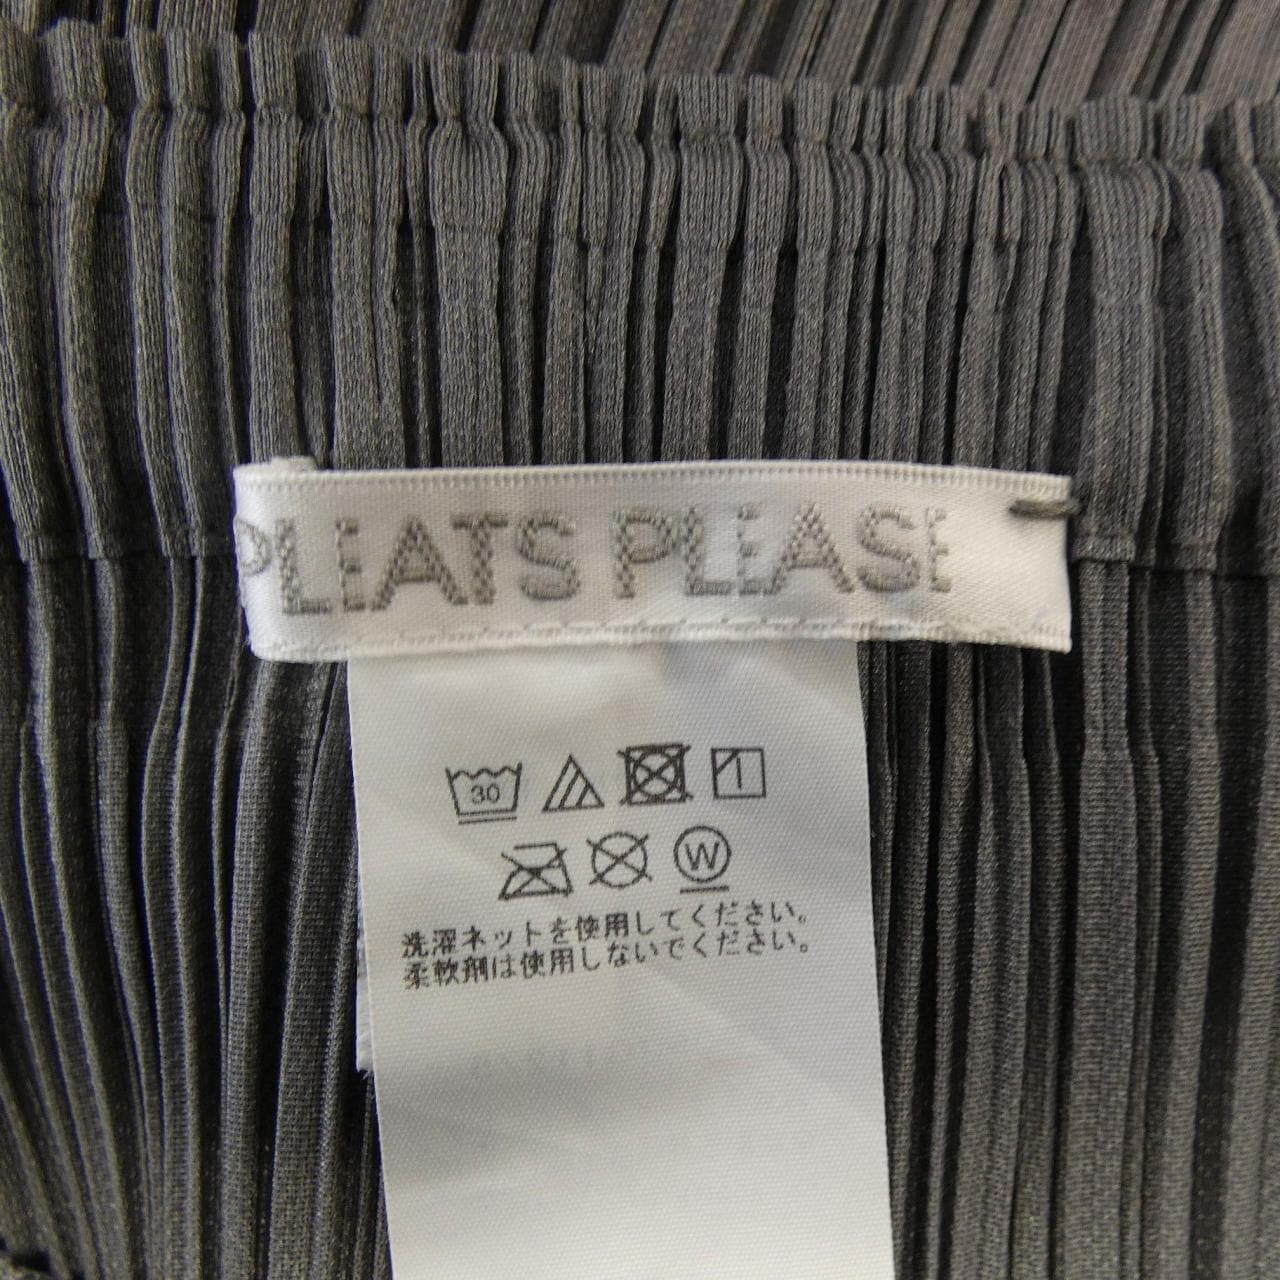 PLEATS PLEASE
30
W
洗濯ネットを使用してください。
柔軟剤は使用しないでください。